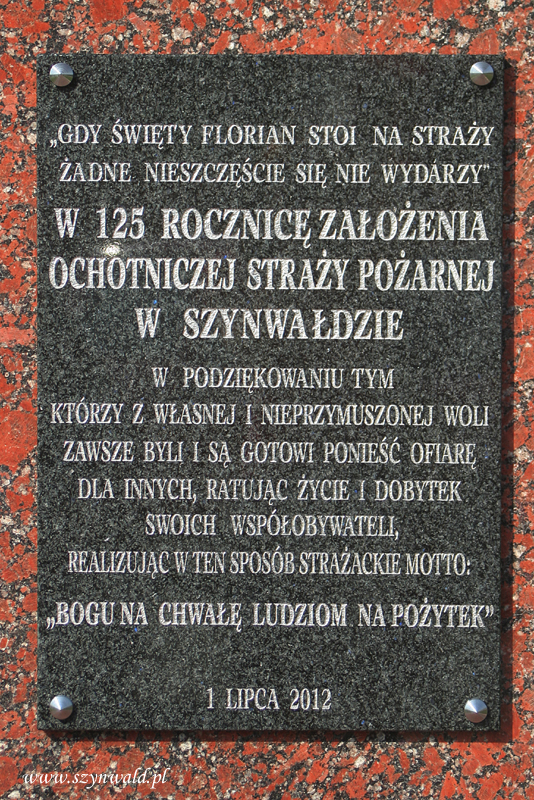 „GDY ŚWIĘTY FLORIAN STOI NA STRAŻY
ŻADNE NIESZCZĘŚCIE SIĘ NIE WYDARZY”
W 125 ROCZNICĘ ZAŁOŻENIA
OCHOTNICZEJ STRAŻY POŻARNEJ
W SZYNWAŁDZIE
W PODZIĘKOWANIU TYM
KTÓRZY Z WŁASNEJ I NIEPRZYMUSZONEJ WOLI
ZAWSZE BYLI I SĄ GOTOWI PONIEŚĆ OFIARĘ
DLA INNYCH, RATUJĄC ŻYCIE I DOBYTEK
SWOICH WSPÓŁOBYWATELI,
REALIZUJĄC W TEN SPOSÓB STRAŻACKIE MOTTO:
„BOGU NA CHWAŁĘ LUDZIOM NA POŻYTEK”
1 LIPCA 2012
www.szynwald.pl